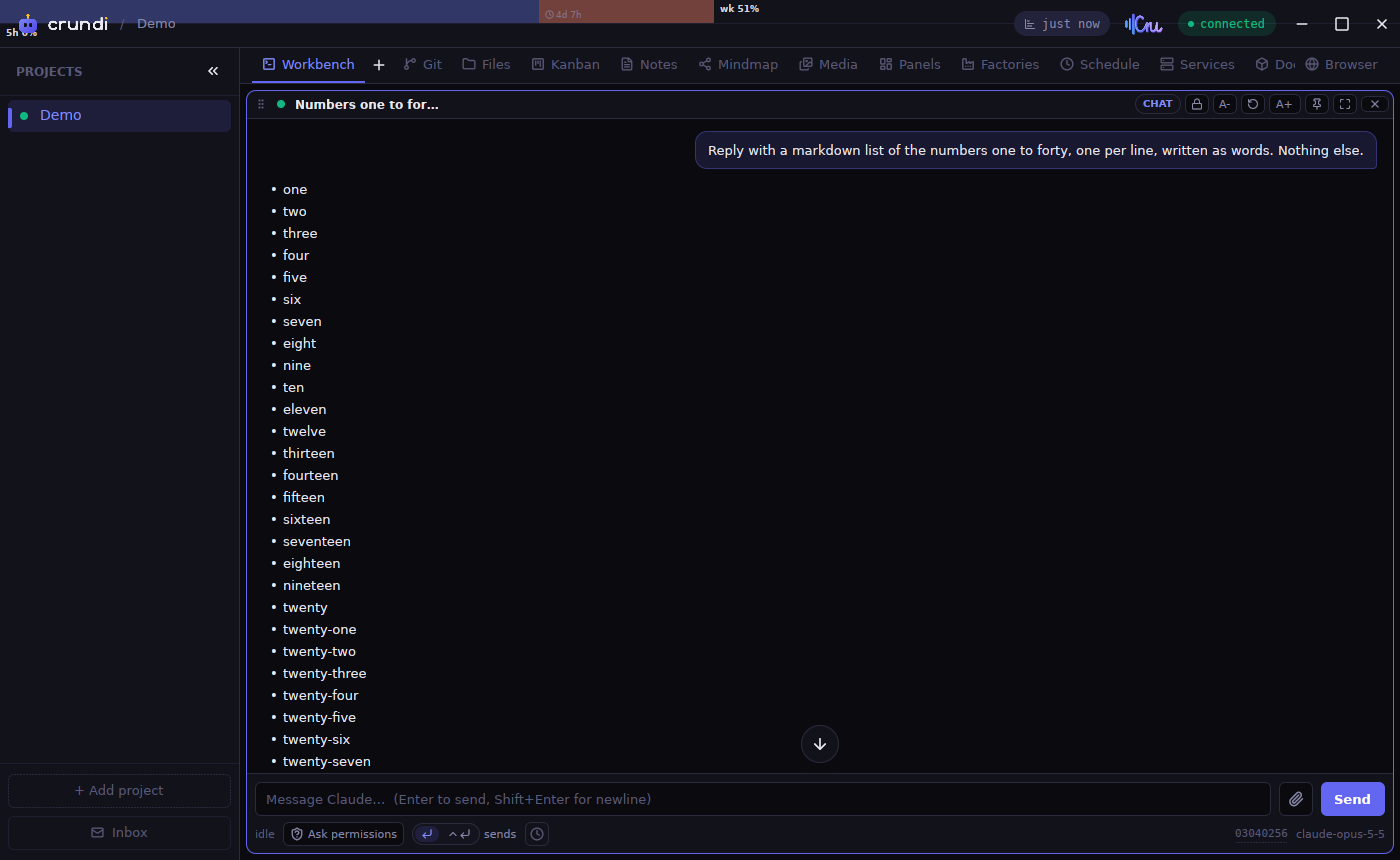 4d 7h
wk 51%
crundi / Demo
just now
connected
PROJECTS
Workbench
Git
Files
Kanban
Notes
Mindmap
Media
Panels
Factories
Schedule
Services
Browser
Demo
Numbers one to for...
CHAT
A-
A+
Reply with a markdown list of the numbers one to forty, one per line, written as words. Nothing else.
• one
• two
• three
• four
• five
• six
• seven
• eight
• nine
• ten
• eleven
• twelve
• thirteen
• fourteen
• fifteen
• sixteen
• seventeen
• eighteen
• nineteen
• twenty
• twenty-one
• twenty-two
• twenty-three
• twenty-four
• twenty-five
• twenty-six
• twenty-seven
+ Add project
Inbox
Message Claude... (Enter to send, Shift+Enter for newline)
Send
idle
Ask permissions
sends
03040256
claude-opus-5-5